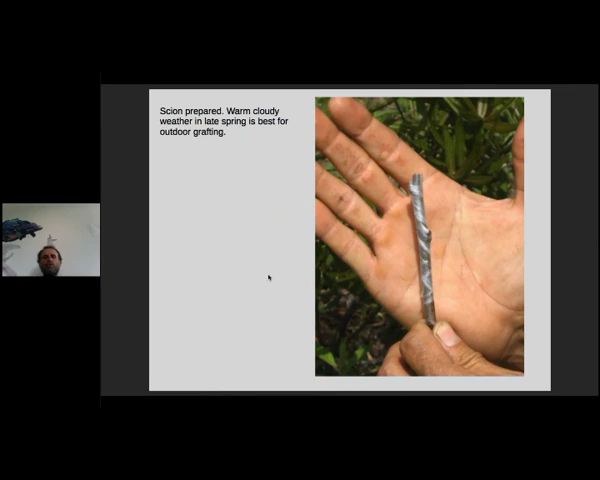 Scion prepared. Warm cloudy
weather in late spring is best for
outdoor grafting.